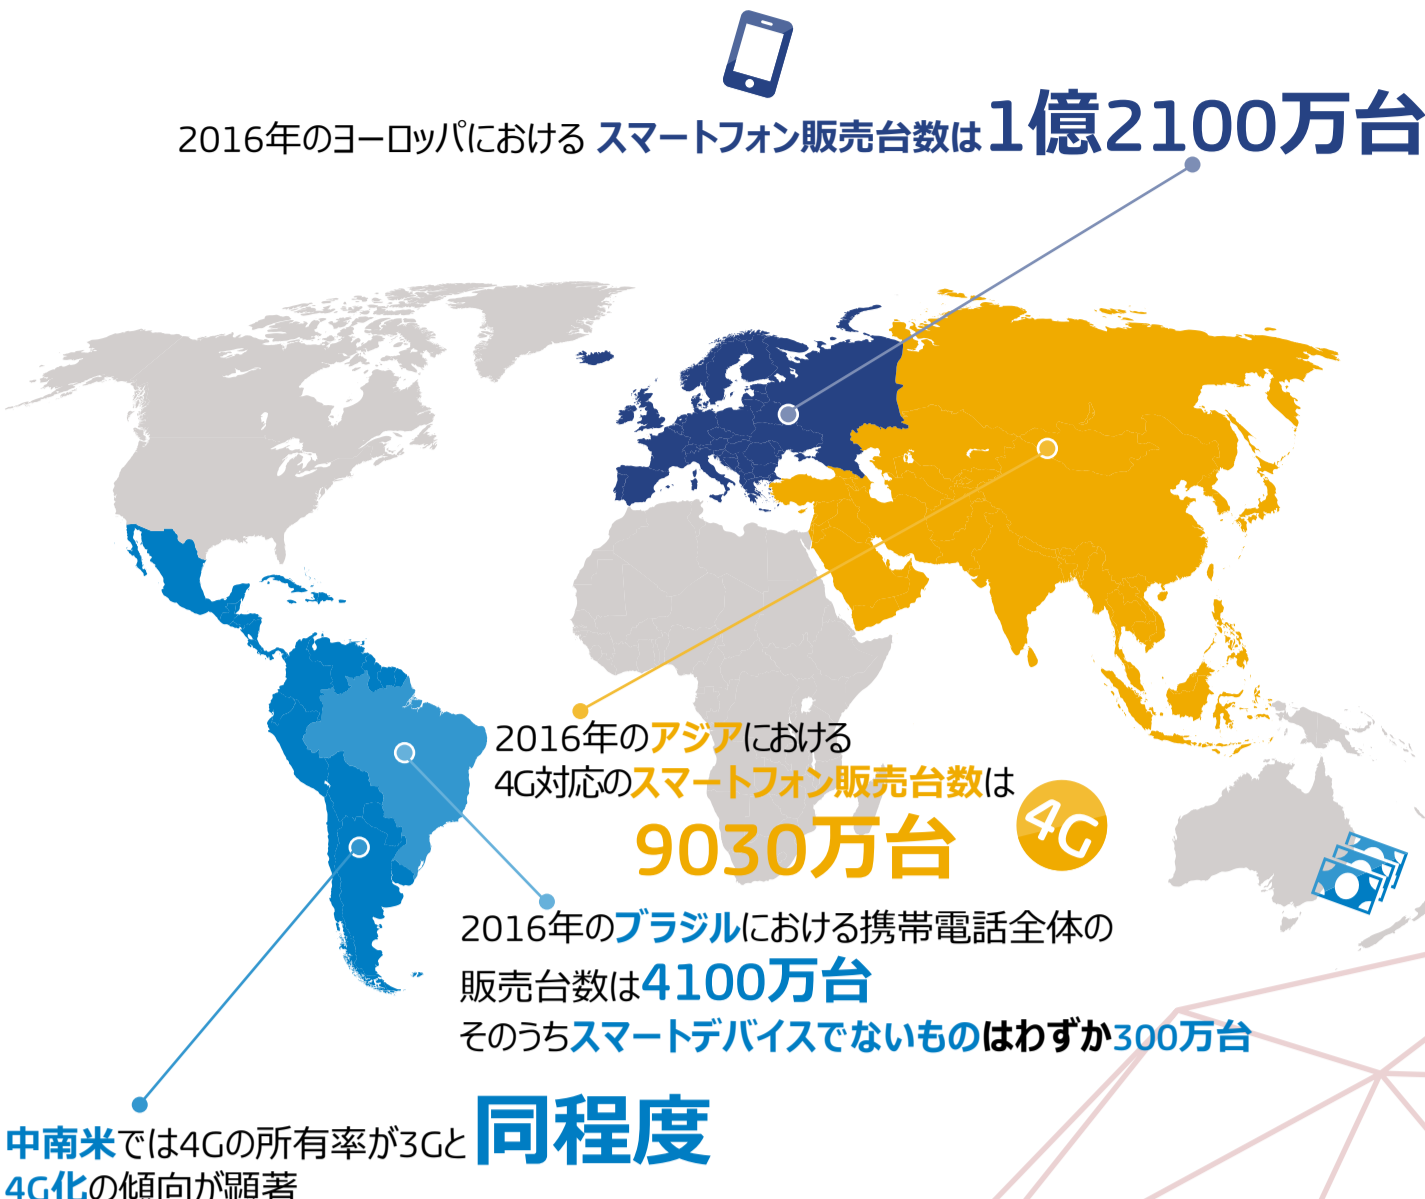 2016年のヨーロッパにおける スマートフォン販売台数は1億2100万台
2016年のアジアにおける
4G対応のスマートフォン販売台数は
9030万台
4G
2016年のブラジルにおける携帯電話全体の
販売台数は4100万台
そのうちスマートデバイスでないものはわずか300万台
中南米では4Gの所有率が3Gと同程度
4G化の傾向が顕著